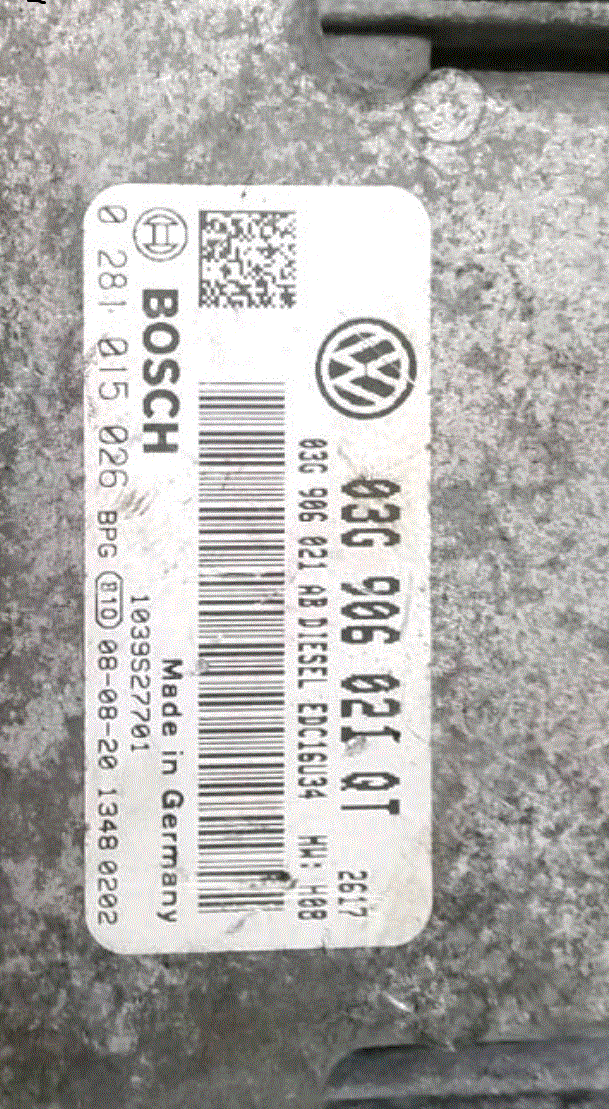 03G 906 021 QT 2617
03G 906 021 AB DIESEL EDC16U34 HW: H08
BOSCH Made in Germany
1039S27701
0 281 015 026 BPG B10 08-08-20 1348 0202